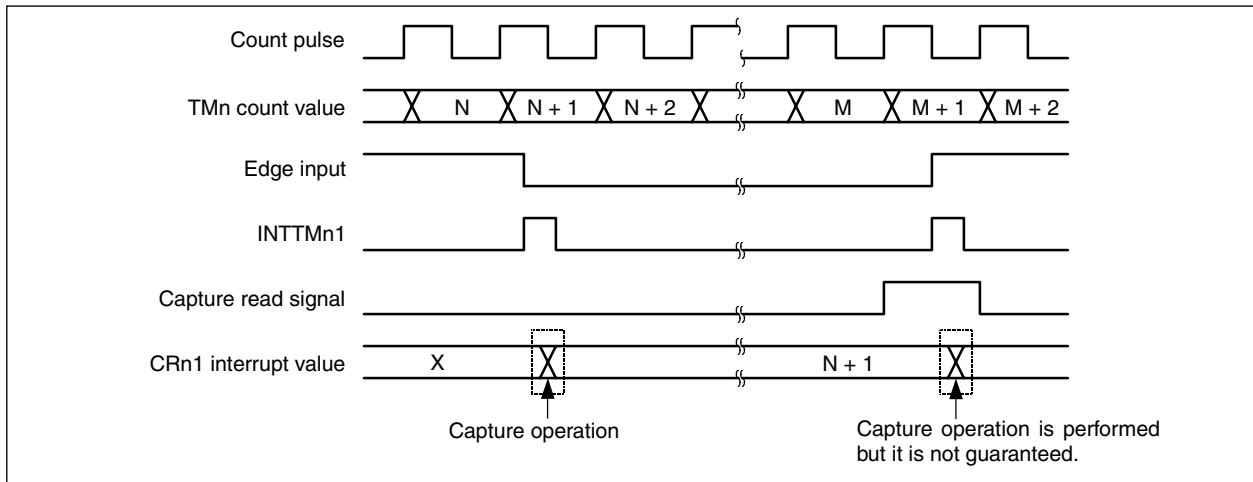 Count pulse
TMn count value
N
N + 1
N + 2
M
M + 1
M + 2
Edge input
INTTMn1
Capture read signal
CRn1 interrupt value
X
N + 1
Capture operation
Capture operation is performed
but it is not guaranteed.